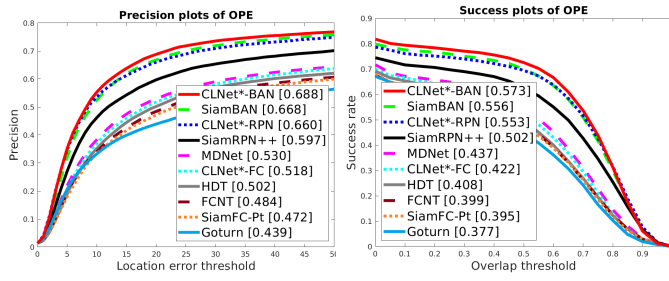 Precision plots of OPE
0.8
0.7
0.6
0.5
0.4
0.3
0.2
0.1
0
Precision
CLNet*-BAN [0.688]
SiamBAN [0.668]
CLNet*-RPN [0.660]
SiamRPN++ [0.597]
MDNet [0.530]
CLNet*-FC [0.518]
HDT [0.502]
FCNT [0.484]
SiamFC-Pt [0.472]
Goturn [0.439]
0 5 10 15 20 25 30 35 40 45 50
Location error threshold
Success plots of OPE
0.9
0.8
0.7
0.6
0.5
0.4
0.3
0.2
0.1
0
Success rate
CLNet*-BAN [0.573]
SiamBAN [0.556]
CLNet*-RPN [0.553]
SiamRPN++ [0.502]
MDNet [0.437]
CLNet*-FC [0.422]
HDT [0.408]
FCNT [0.399]
SiamFC-Pt [0.395]
Goturn [0.377]
0 0.1 0.2 0.3 0.4 0.5 0.6 0.7 0.8 0.9
Overlap threshold